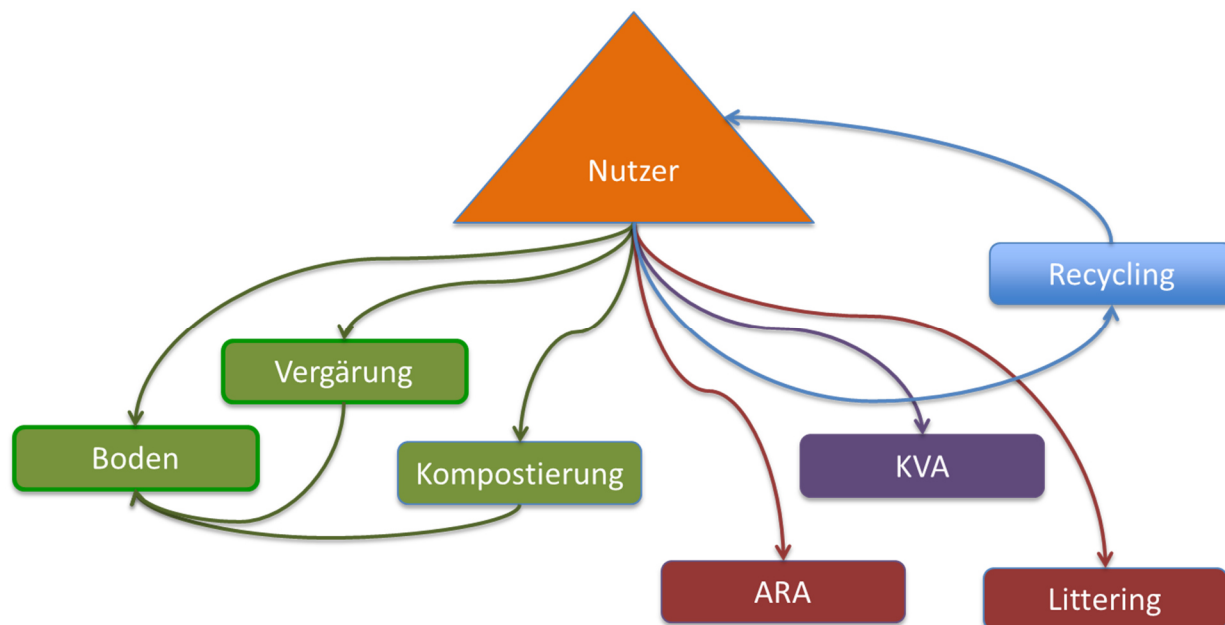 Nutzer
Recycling
Vergärung
Boden
Kompostierung
KVA
ARA
Littering